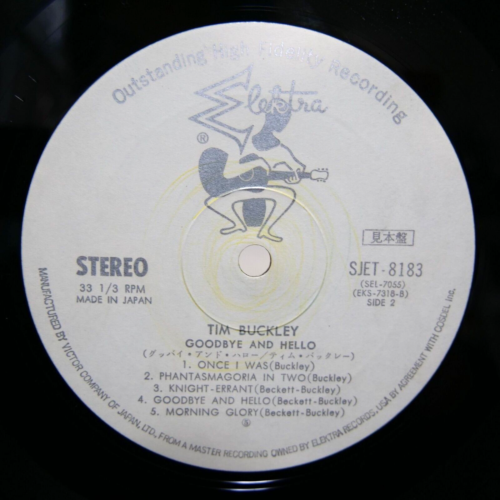 Outstanding High Fidelity Recording
Elektra
®
見本盤
STEREO
33 1/3 RPM
MADE IN JAPAN
SJET-8183
(SEL-7055)
(EKS-7318-B)
SIDE 2
TIM BUCKLEY
GOODBYE AND HELLO
(グッバイ・アンド・ハロー/ティム・バックレー)
1. ONCE I WAS(Buckley)
2. PHANTASMAGORIA IN TWO(Buckley)
3. KNIGHT-ERRANT(Beckett-Buckley)
4. GOODBYE AND HELLO(Beckett-Buckley)
5. MORNING GLORY(Beckett-Buckley)
MANUFACTURED BY VICTOR COMPANY OF JAPAN, LTD. FROM A MASTER RECORDING OWNED BY ELEKTRA RECORDS, USA BY AGREEMENT WITH COSDEL Inc.